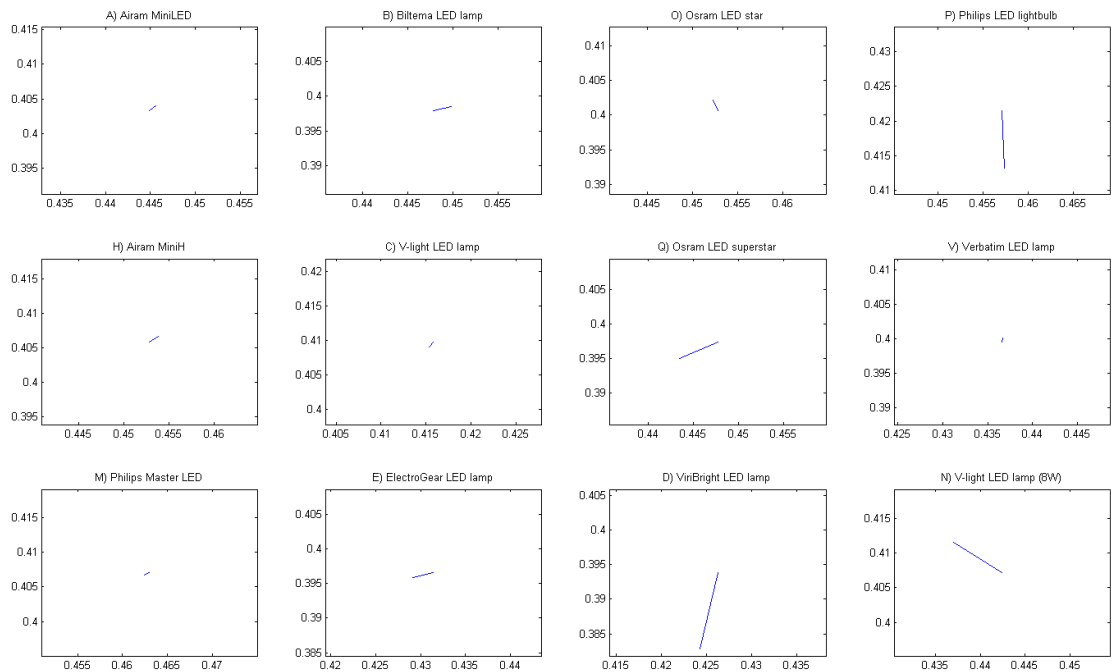 A) Airam MiniLED
0.415
0.41
0.405
0.4
0.395
0.435 0.44 0.445 0.45 0.455
B) Biltema LED lamp
0.405
0.4
0.395
0.39
0.44 0.445 0.45 0.455
O) Osram LED star
0.41
0.405
0.4
0.395
0.39
0.445 0.45 0.455 0.46
P) Philips LED lightbulb
0.43
0.425
0.42
0.415
0.41
0.45 0.455 0.46 0.465
H) Airam MiniH
0.415
0.41
0.405
0.4
0.395
0.445 0.45 0.455 0.46
C) V-light LED lamp
0.42
0.415
0.41
0.405
0.4
0.405 0.41 0.415 0.42 0.425
Q) Osram LED superstar
0.405
0.4
0.395
0.39
0.44 0.445 0.45 0.455
V) Verbatim LED lamp
0.41
0.405
0.4
0.395
0.39
0.425 0.43 0.435 0.44 0.445
M) Philips Master LED
0.415
0.41
0.405
0.4
0.455 0.46 0.465 0.47
E) ElectroGear LED lamp
0.405
0.4
0.395
0.39
0.385
0.42 0.425 0.43 0.435 0.44
D) ViriBright LED lamp
0.405
0.4
0.395
0.39
0.385
0.415 0.42 0.425 0.43 0.435
N) V-light LED lamp (8W)
0.415
0.41
0.405
0.4
0.435 0.44 0.445 0.45